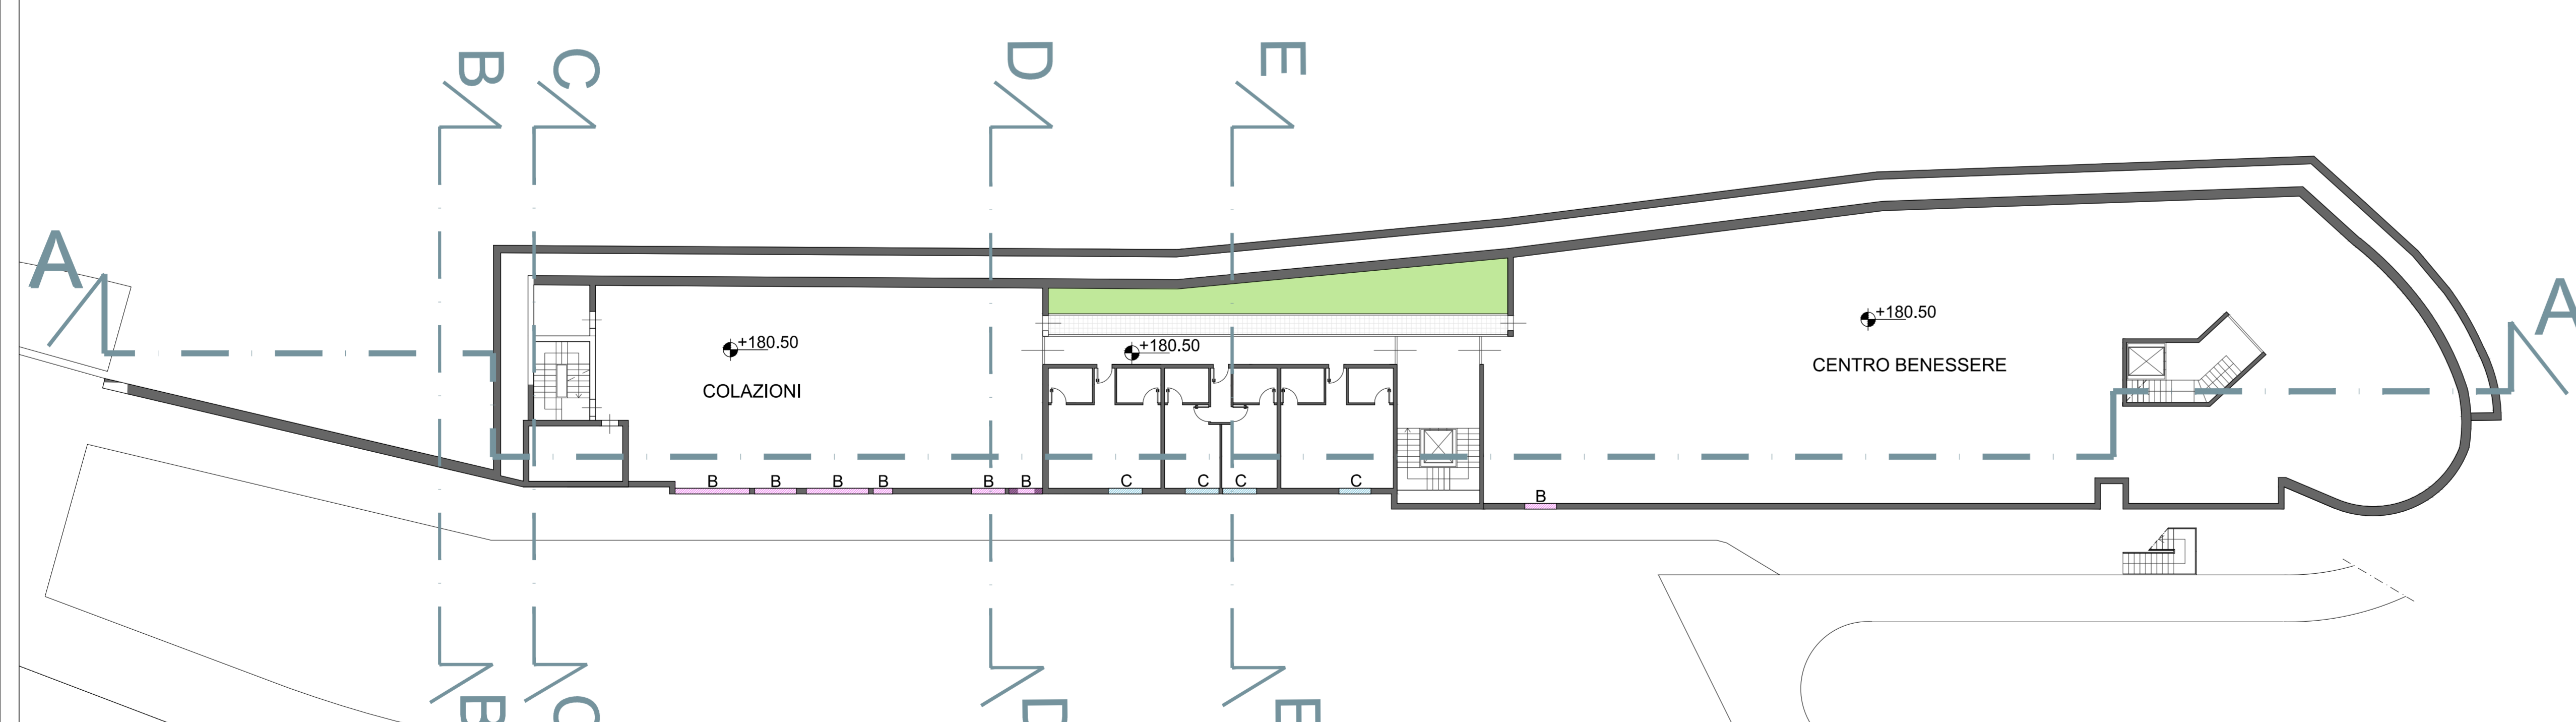 B C D E
A
A
+180.50
+180.50
+180.50
COLAZIONI
CENTRO BENESSERE
B B B B B B
C C C C
B
B C D E